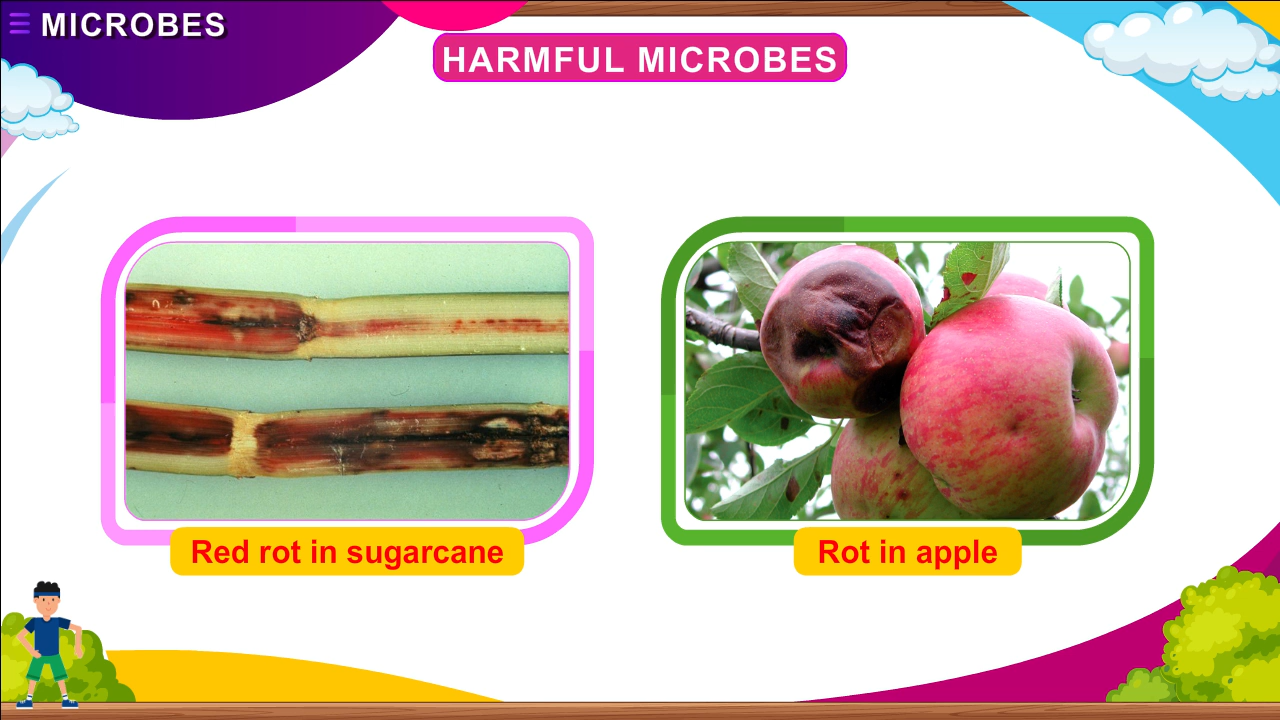 MICROBES
HARMFUL MICROBES
Red rot in sugarcane
Rot in apple